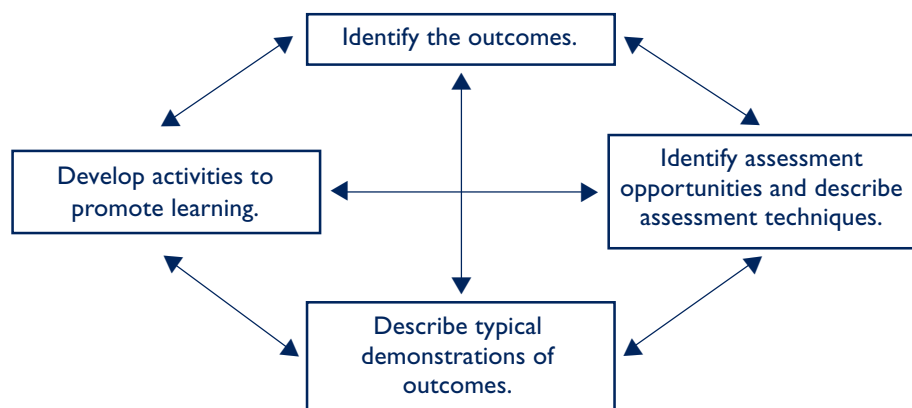 Identify the outcomes.
Develop activities to
promote learning.
Identify assessment
opportunities and describe
assessment techniques.
Describe typical
demonstrations of
outcomes.